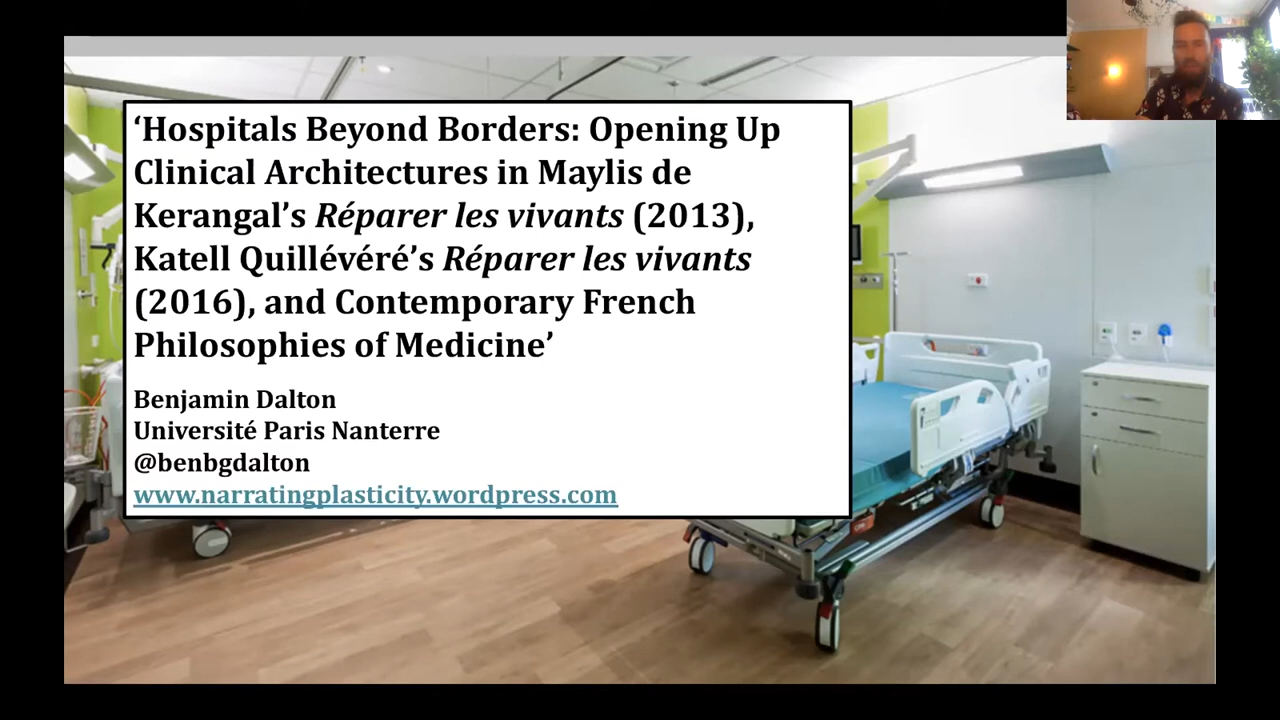 ‘Hospitals Beyond Borders: Opening Up
Clinical Architectures in Maylis de
Kerangal’s Réparer les vivants (2013),
Katell Quillévéré’s Réparer les vivants
(2016), and Contemporary French
Philosophies of Medicine’
Benjamin Dalton
Université Paris Nanterre
@benbgdalton
www.narratingplasticity.wordpress.com